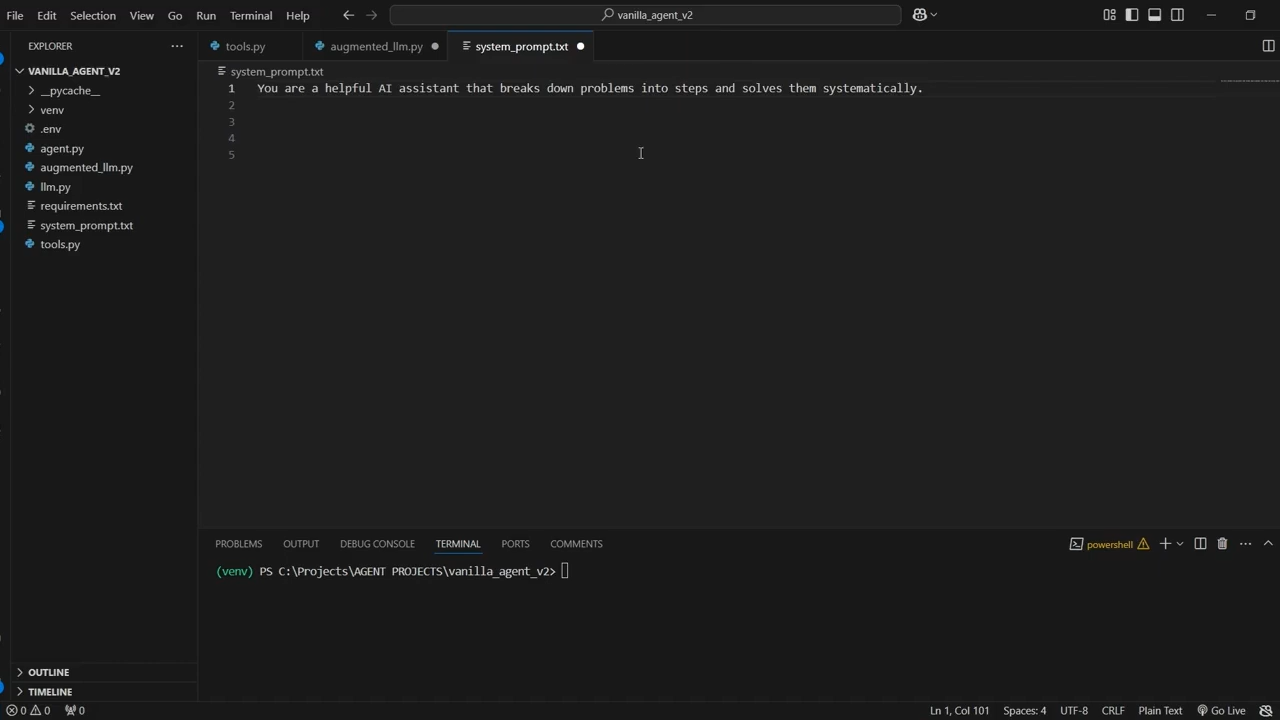 File Edit Selection View Go Run Terminal Help
vanilla_agent_v2
EXPLORER
tools.py
augmented_llm.py
system_prompt.txt
VANILLA_AGENT_V2
system_prompt.txt
__pycache__
venv
.env
agent.py
augmented_llm.py
llm.py
requirements.txt
system_prompt.txt
tools.py
1 You are a helpful AI assistant that breaks down problems into steps and solves them systematically.
2
3
4
5
PROBLEMS OUTPUT DEBUG CONSOLE TERMINAL PORTS COMMENTS
powershell
(venv) PS C:\Projects\AGENT PROJECTS\vanilla_agent_v2>
OUTLINE
TIMELINE
0 0 0
Ln 1, Col 101 Spaces: 4 UTF-8 CRLF Plain Text Go Live